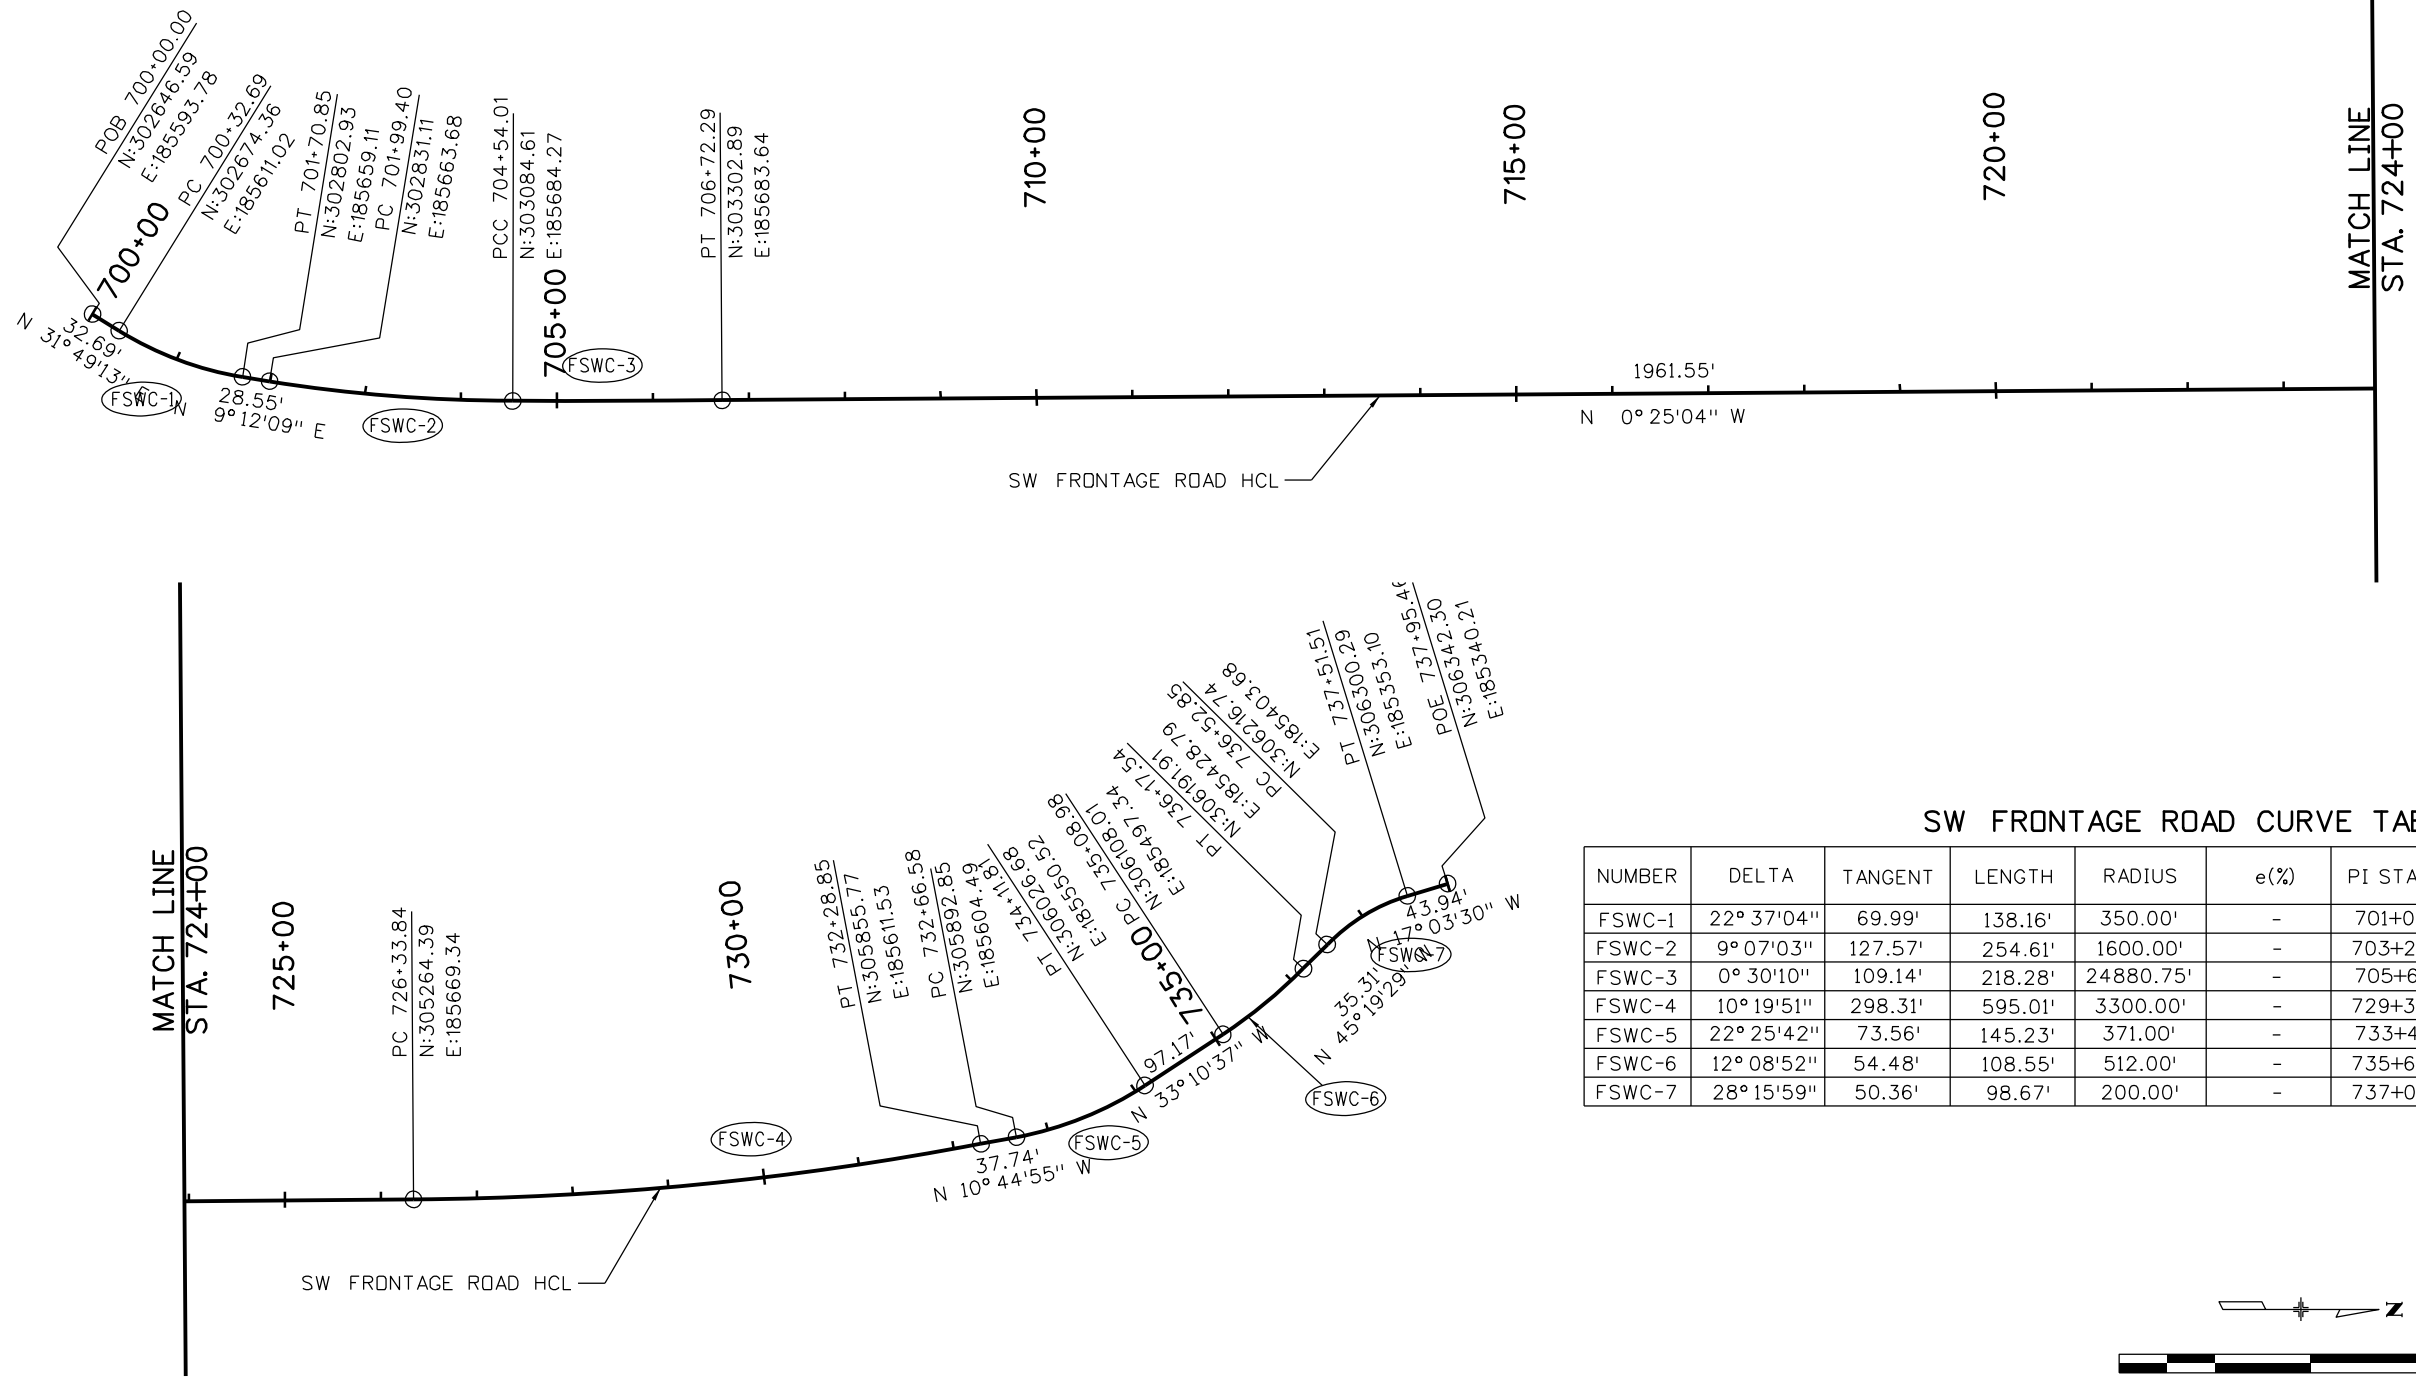 POB 700+00.00
N:302646.59
E:185593.78
PC 700+32.69
N:302674.36
E:185611.02
PT 701+70.85
N:302802.93
E:185659.11
PC 701+99.40
N:302831.11
E:185663.68
PCC 704+54.01
N:303084.61
E:185684.27
PT 706+72.29
N:303302.89
E:185683.64
700+00
705+00
710+00
715+00
720+00
MATCH LINE
STA. 724+00
32.69'
N 31°49'13" E
FSWC-1
28.55'
N 9°12'09" E
FSWC-2
FSWC-3
1961.55'
N 0°25'04" W
SW FRONTAGE ROAD HCL
MATCH LINE
STA. 724+00
725+00
730+00
735+00
PC 726+33.84
N:305264.39
E:185669.34
PT 732+28.85
N:305855.77
E:185611.53
PC 732+66.58
N:305892.85
E:185604.49
PT 734+11.81
N:306026.68
E:185550.52
PC 735+08.98
N:306108.01
E:185497.34
PT 736+17.54
N:306191.91
E:185428.79
PC 736+52.85
N:306216.74
E:185403.68
PT 737+51.51
N:306300.29
E:185353.10
POE 737+95.46
N:306342.30
E:185340.21
FSWC-4
37.74'
N 10°44'55" W
FSWC-5
97.17'
N 33°10'37" W
FSWC-6
35.31'
N 45°19'29" W
FSWC-7
43.94'
N 17°03'30" W
SW FRONTAGE ROAD HCL
SW FRONTAGE ROAD CURVE TAB
NUMBER DELTA TANGENT LENGTH RADIUS e(%) PI STA
FSWC-1 22°37'04" 69.99' 138.16' 350.00' - 701+0
FSWC-2 9°07'03" 127.57' 254.61' 1600.00' - 703+2
FSWC-3 0°30'10" 109.14' 218.28' 24880.75' - 705+6
FSWC-4 10°19'51" 298.31' 595.01' 3300.00' - 729+3
FSWC-5 22°25'42" 73.56' 145.23' 371.00' - 733+4
FSWC-6 12°08'52" 54.48' 108.55' 512.00' - 735+6
FSWC-7 28°15'59" 50.36' 98.67' 200.00' - 737+0
N